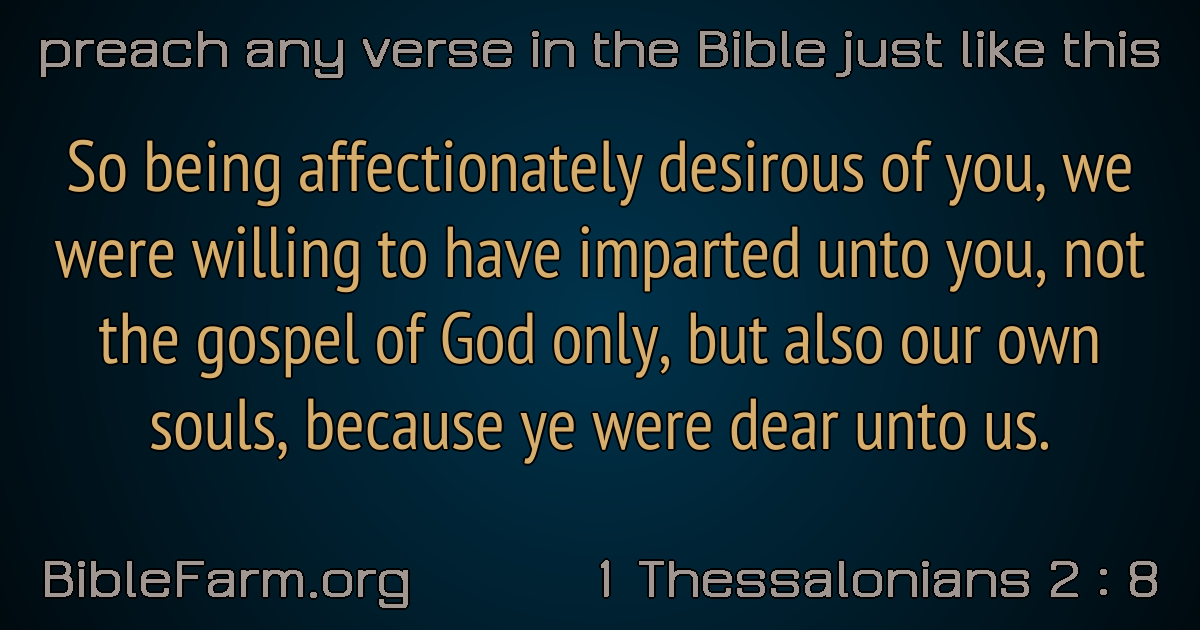 preach any verse in the Bible just like this
So being affectionately desirous of you, we
were willing to have imparted unto you, not
the gospel of God only, but also our own
souls, because ye were dear unto us.
BibleFarm.org
1 Thessalonians 2 : 8